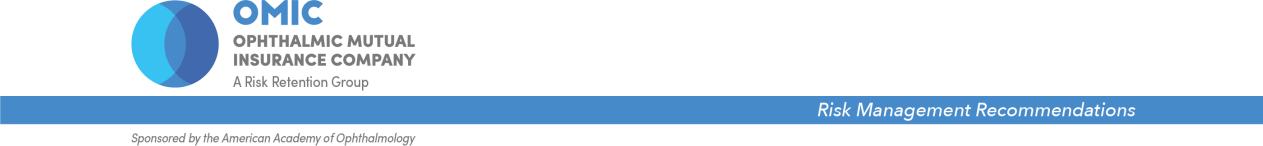 OMIC
OPHTHALMIC MUTUAL
INSURANCE COMPANY
A Risk Retention Group
Risk Management Recommendations
Sponsored by the American Academy of Ophthalmology